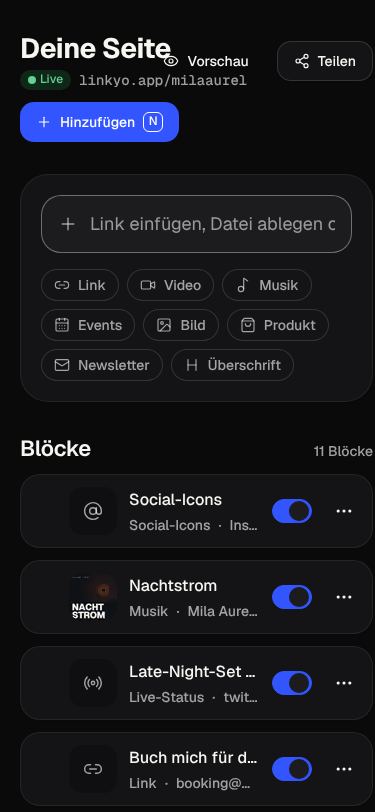 Deine Seite
Vorschau
Teilen
Live linkyo.app/milaaurel
Hinzufügen N
Link einfügen, Datei ablegen o
Link Video Musik
Events Bild Produkt
Newsletter Überschrift
Blöcke 11 Blöcke
Social-Icons
Social-Icons · Ins...
NACHT
STROM
Nachtstrom
Musik · Mila Aure...
Late-Night-Set ...
Live-Status · twit...
Buch mich für d...
Link · booking@...